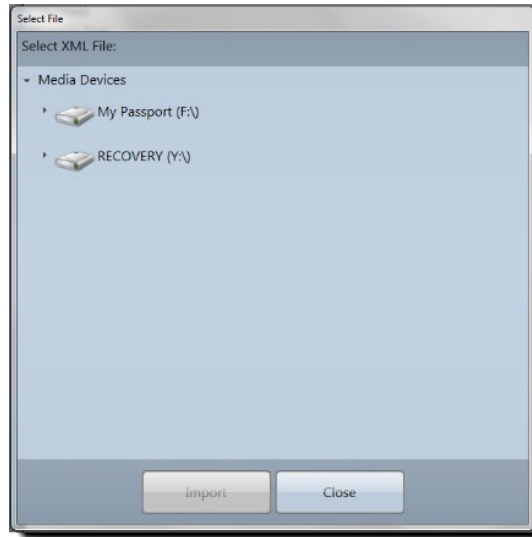 Select File
Select XML File:
Media Devices
My Passport (F:\)
RECOVERY (Y:\)
Import
Close